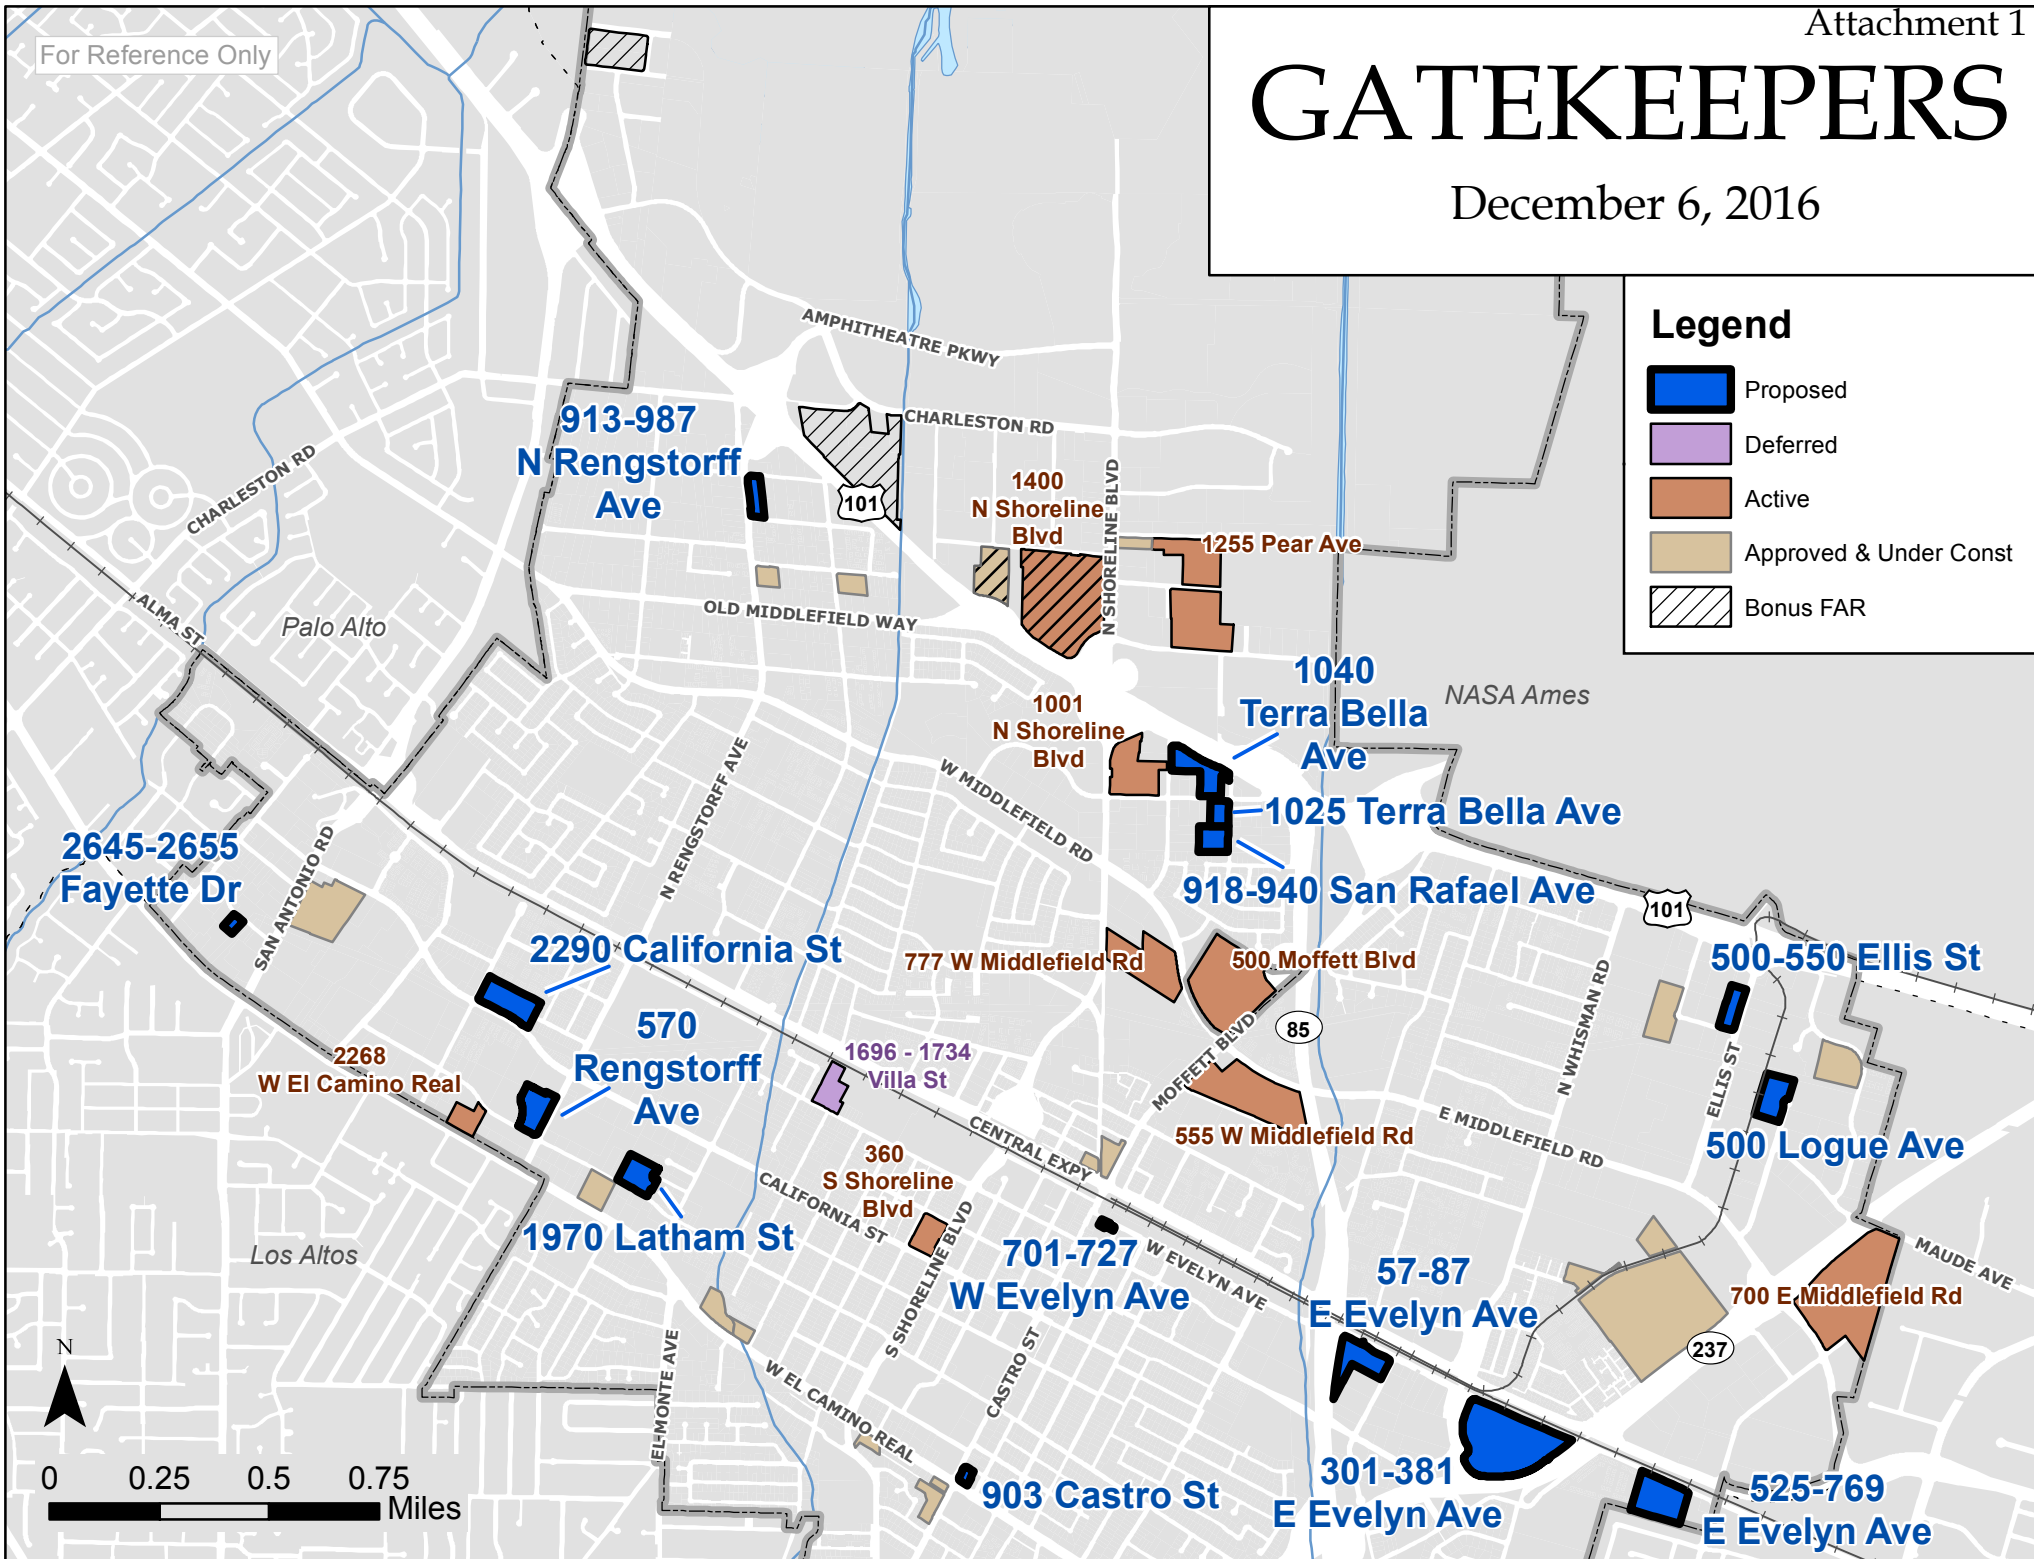 For Reference Only
Attachment 1
GATEKEEPERS
December 6, 2016
Legend
Proposed
Deferred
Active
Approved & Under Const
Bonus FAR
AMPHITHEATRE PKWY
CHARLESTON RD
913-987
N Rengstorff
Ave
101
1400
N Shoreline
Blvd
N SHORELINE BLVD
1255 Pear Ave
CHARLESTON RD
ALMA ST
Palo Alto
OLD MIDDLEFIELD WAY
1040
Terra Bella
Ave
NASA Ames
1001
N Shoreline
Blvd
W MIDDLEFIELD RD
N RENGSTORFF AVE
1025 Terra Bella Ave
918-940 San Rafael Ave
2645-2655
Fayette Dr
SAN ANTONIO RD
101
2290 California St
777 W Middlefield Rd
500 Moffett Blvd
N WHISMAN RD
500-550 Ellis St
570
Rengstorff
Ave
85
MOFFETT BLVD
2268
W El Camino Real
1696 - 1734
Villa St
ELLIS ST
CENTRAL EXPY
555 W Middlefield Rd
E MIDDLEFIELD RD
500 Logue Ave
360
S Shoreline
Blvd
CALIFORNIA ST
1970 Latham St
Los Altos
S SHORELINE BLVD
701-727
W Evelyn Ave
W EVELYN AVE
57-87
E Evelyn Ave
MAUDE AVE
700 E Middlefield Rd
237
N
EL MONTE AVE
W EL CAMINO REAL
CASTRO ST
903 Castro St
301-381
E Evelyn Ave
525-769
E Evelyn Ave
0 0.25 0.5 0.75
Miles